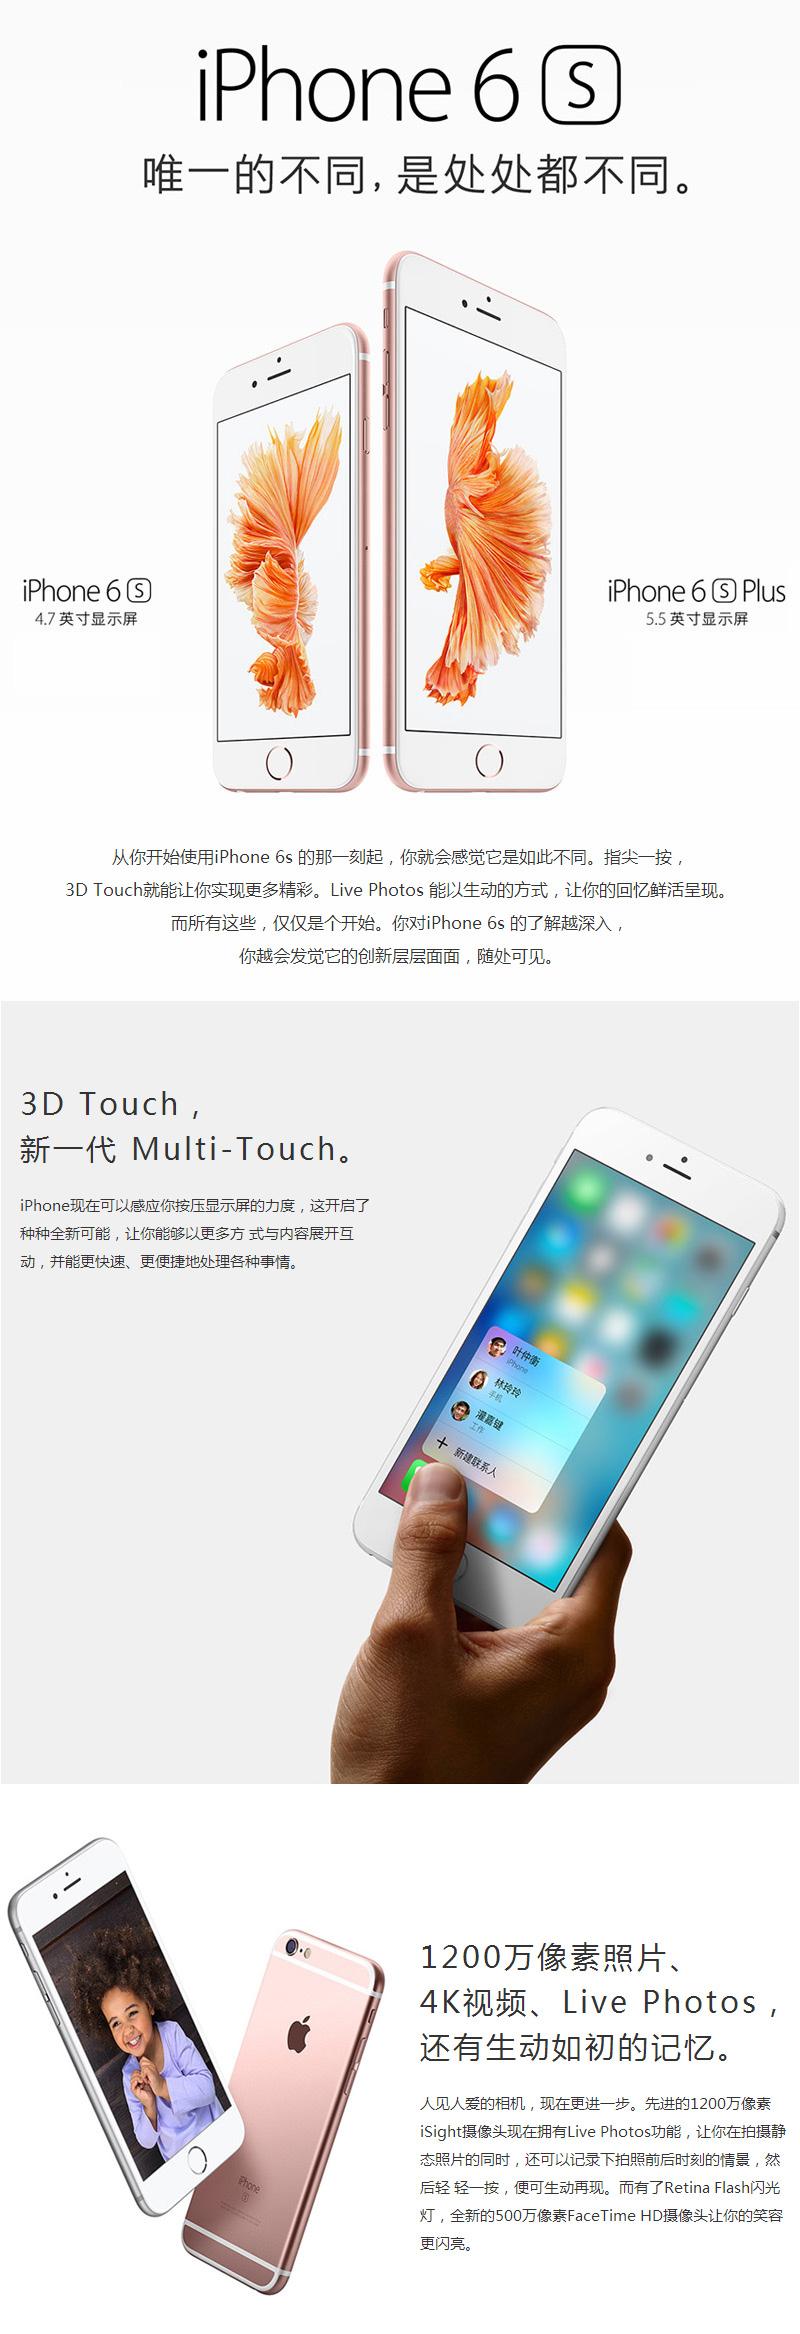 iPhone 6 S
唯一的不同，是处处都不同。
iPhone 6 S
4.7 英寸显示屏
iPhone 6 S Plus
5.5 英寸显示屏
从你开始使用iPhone 6s 的那一刻起，你就会感觉它是如此不同。指尖一按，
3D Touch就能让你实现更多精彩。Live Photos 能以生动的方式，让你的回忆鲜活呈现。
而所有这些，仅仅是个开始。你对iPhone 6s 的了解越深入，
你越会发觉它的创新层层面面，随处可见。
3D Touch，
新一代 Multi-Touch。
iPhone现在可以感应你按压显示屏的力度，这开启了
种种全新可能，让你能够以更多方 式与内容展开互
动，并能更快速、更便捷地处理各种事情。
叶仲衡
iPhone
林玲玲
手机
灌嘉键
工作
新建联系人
1200万像素照片、
4K视频、Live Photos，
还有生动如初的记忆。
人见人爱的相机，现在更进一步。先进的1200万像素
iSight摄像头现在拥有Live Photos功能，让你在拍摄静
态照片的同时，还可以记录下拍照前后时刻的情景，然
后轻 轻一按，便可生动再现。而有了Retina Flash闪光
灯，全新的500万像素FaceTime HD摄像头让你的笑容
更闪亮。
iPhone
S